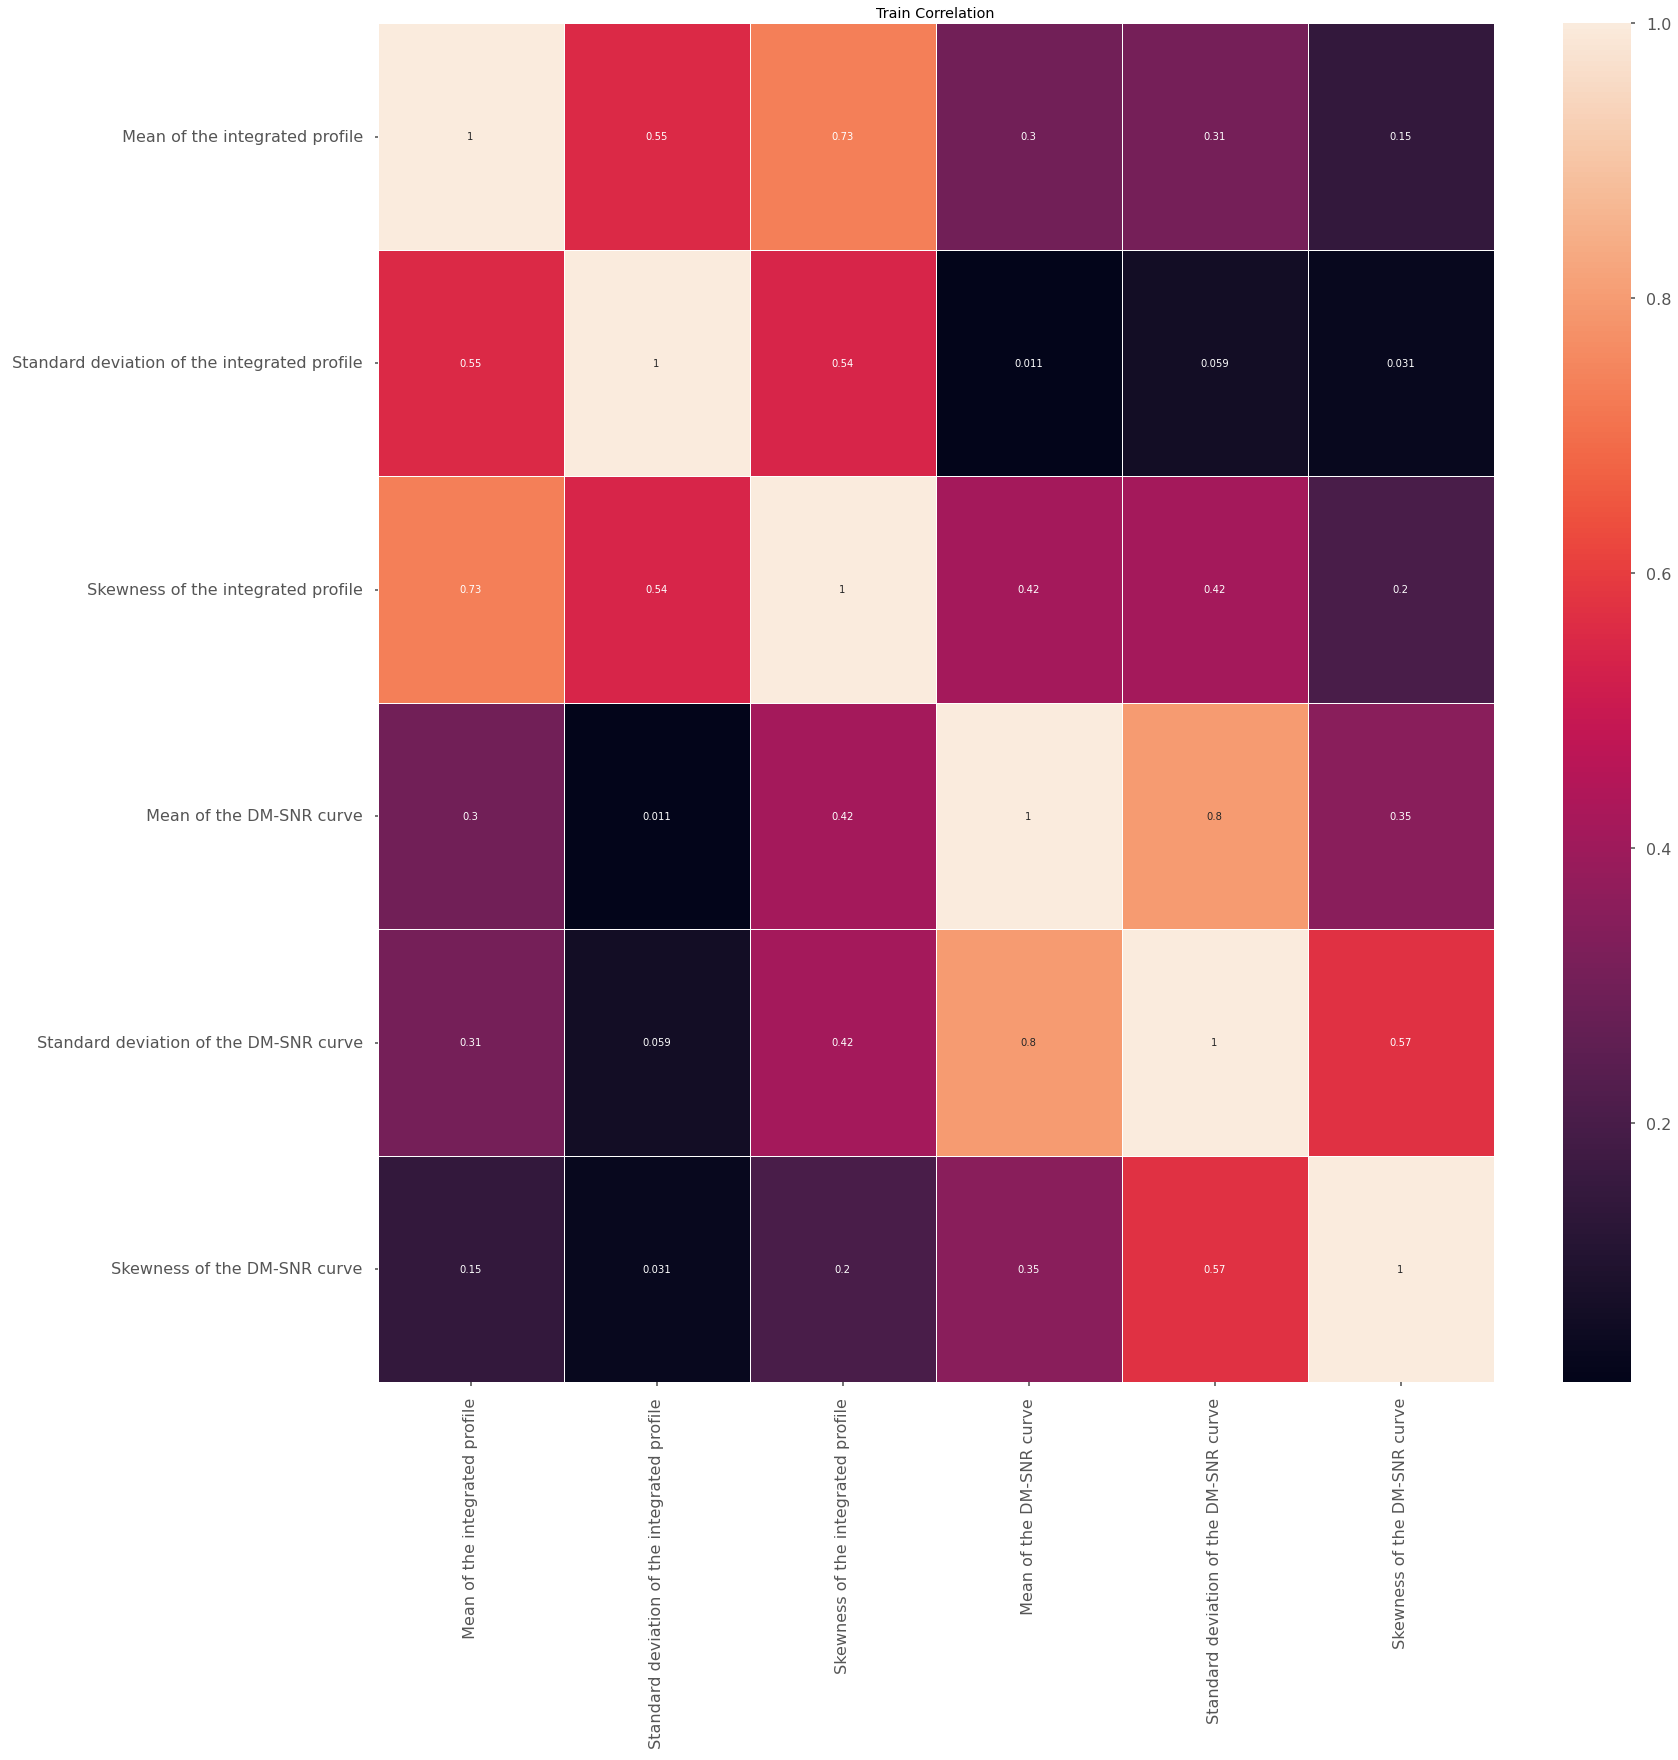 Train Correlation
Mean of the integrated profile
1 0.55 0.73 0.3 0.31 0.15
Standard deviation of the integrated profile
0.55 1 0.54 0.011 0.059 0.031
Skewness of the integrated profile
0.73 0.54 1 0.42 0.42 0.2
Mean of the DM-SNR curve
0.3 0.011 0.42 1 0.8 0.35
Standard deviation of the DM-SNR curve
0.31 0.059 0.42 0.8 1 0.57
Skewness of the DM-SNR curve
0.15 0.031 0.2 0.35 0.57 1
Mean of the integrated profile
Standard deviation of the integrated profile
Skewness of the integrated profile
Mean of the DM-SNR curve
Standard deviation of the DM-SNR curve
Skewness of the DM-SNR curve
1.0
0.8
0.6
0.4
0.2